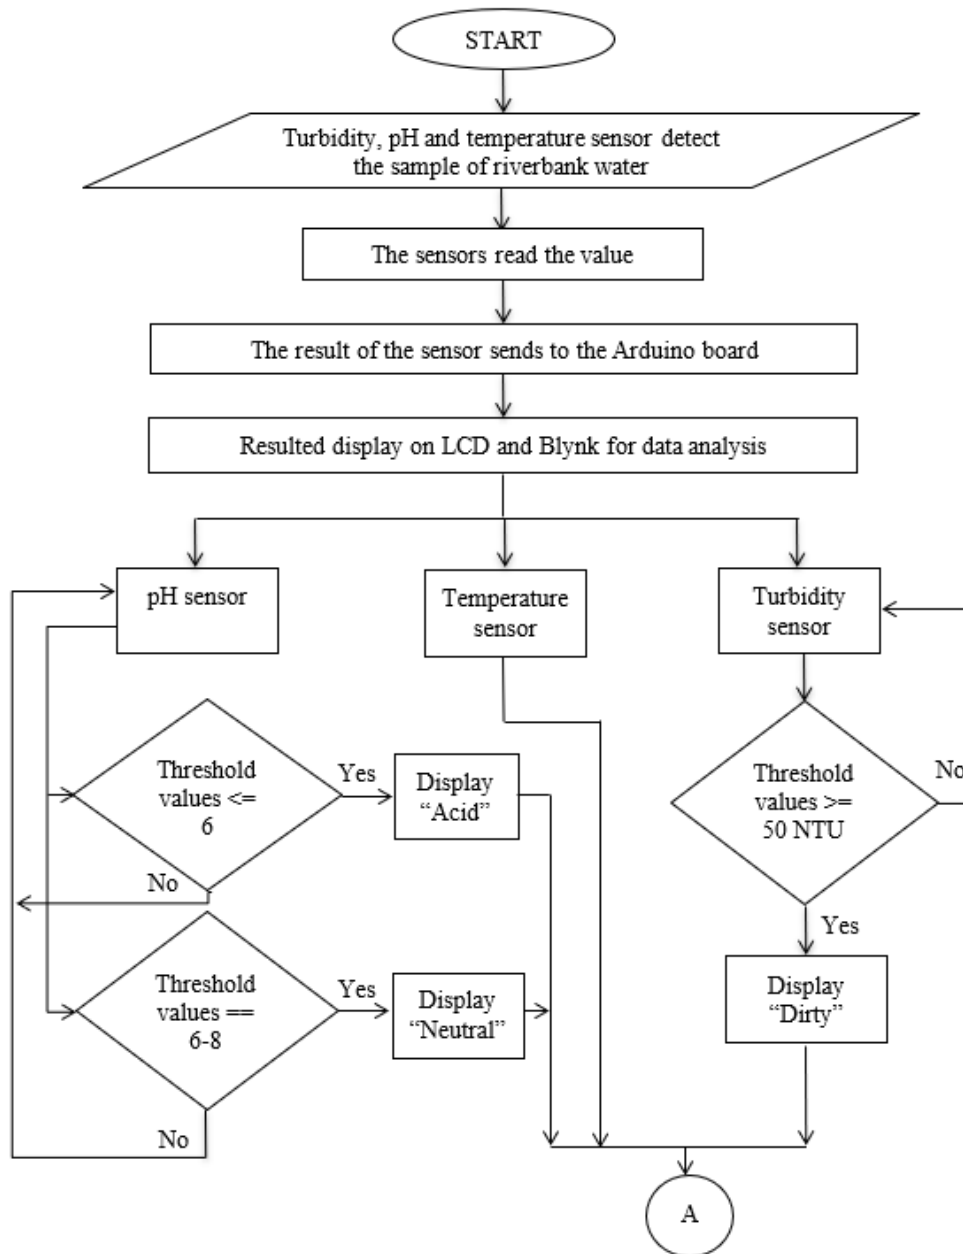 START
Turbidity, pH and temperature sensor detect
the sample of riverbank water
The sensors read the value
The result of the sensor sends to the Arduino board
Resulted display on LCD and Blynk for data analysis
pH sensor
Temperature
sensor
Turbidity
sensor
Threshold
values <=
6
Yes
Display
“Acid”
No
Threshold
values >=
50 NTU
No
Yes
Threshold
values ==
6-8
Yes
Display
“Neutral”
No
Display
“Dirty”
A